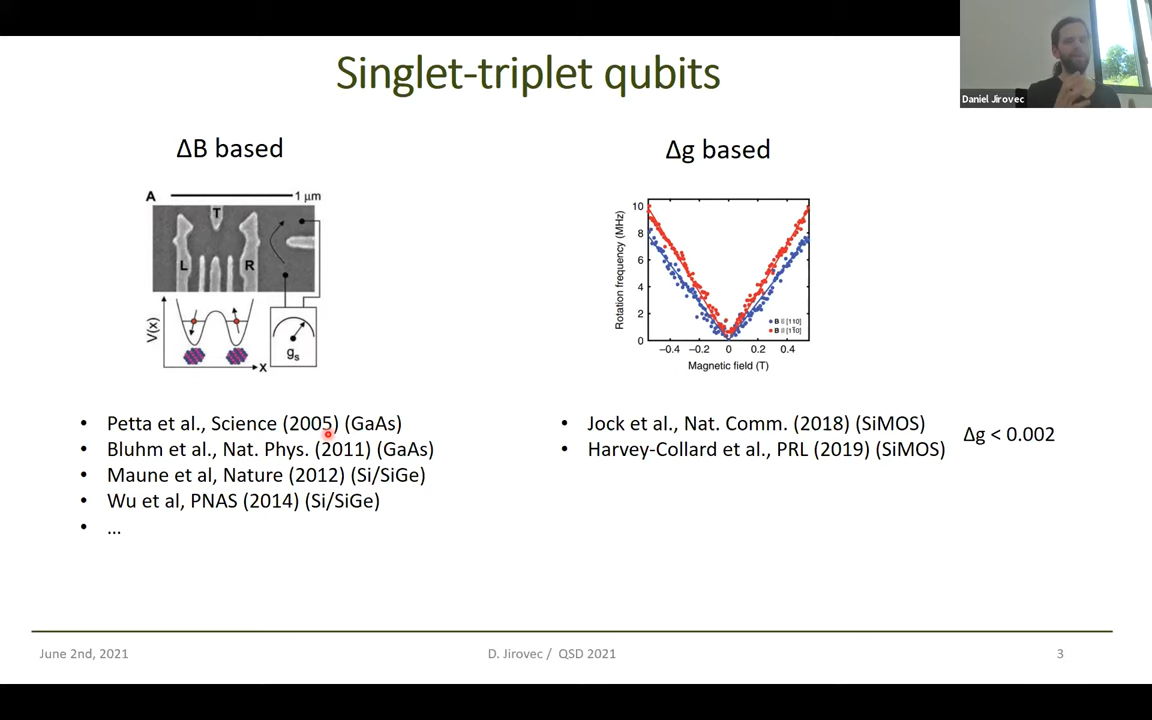 Daniel Jirovec
Singlet-triplet qubits
ΔB based
A
1 μm
T
L
R
V(x)
gs
X
Δg based
Rotation frequency (MHz)
10
8
6
4
2
0
B || [110]
−0.4 −0.2 0 0.2 0.4
Magnetic field (T)
• Petta et al., Science (2005) (GaAs)
• Bluhm et al., Nat. Phys. (2011) (GaAs)
• Maune et al, Nature (2012) (Si/SiGe)
• Wu et al, PNAS (2014) (Si/SiGe)
• ...
• Jock et al., Nat. Comm. (2018) (SiMOS)
• Harvey-Collard et al., PRL (2019) (SiMOS)
Δg < 0.002
June 2nd, 2021
D. Jirovec / QSD 2021
3